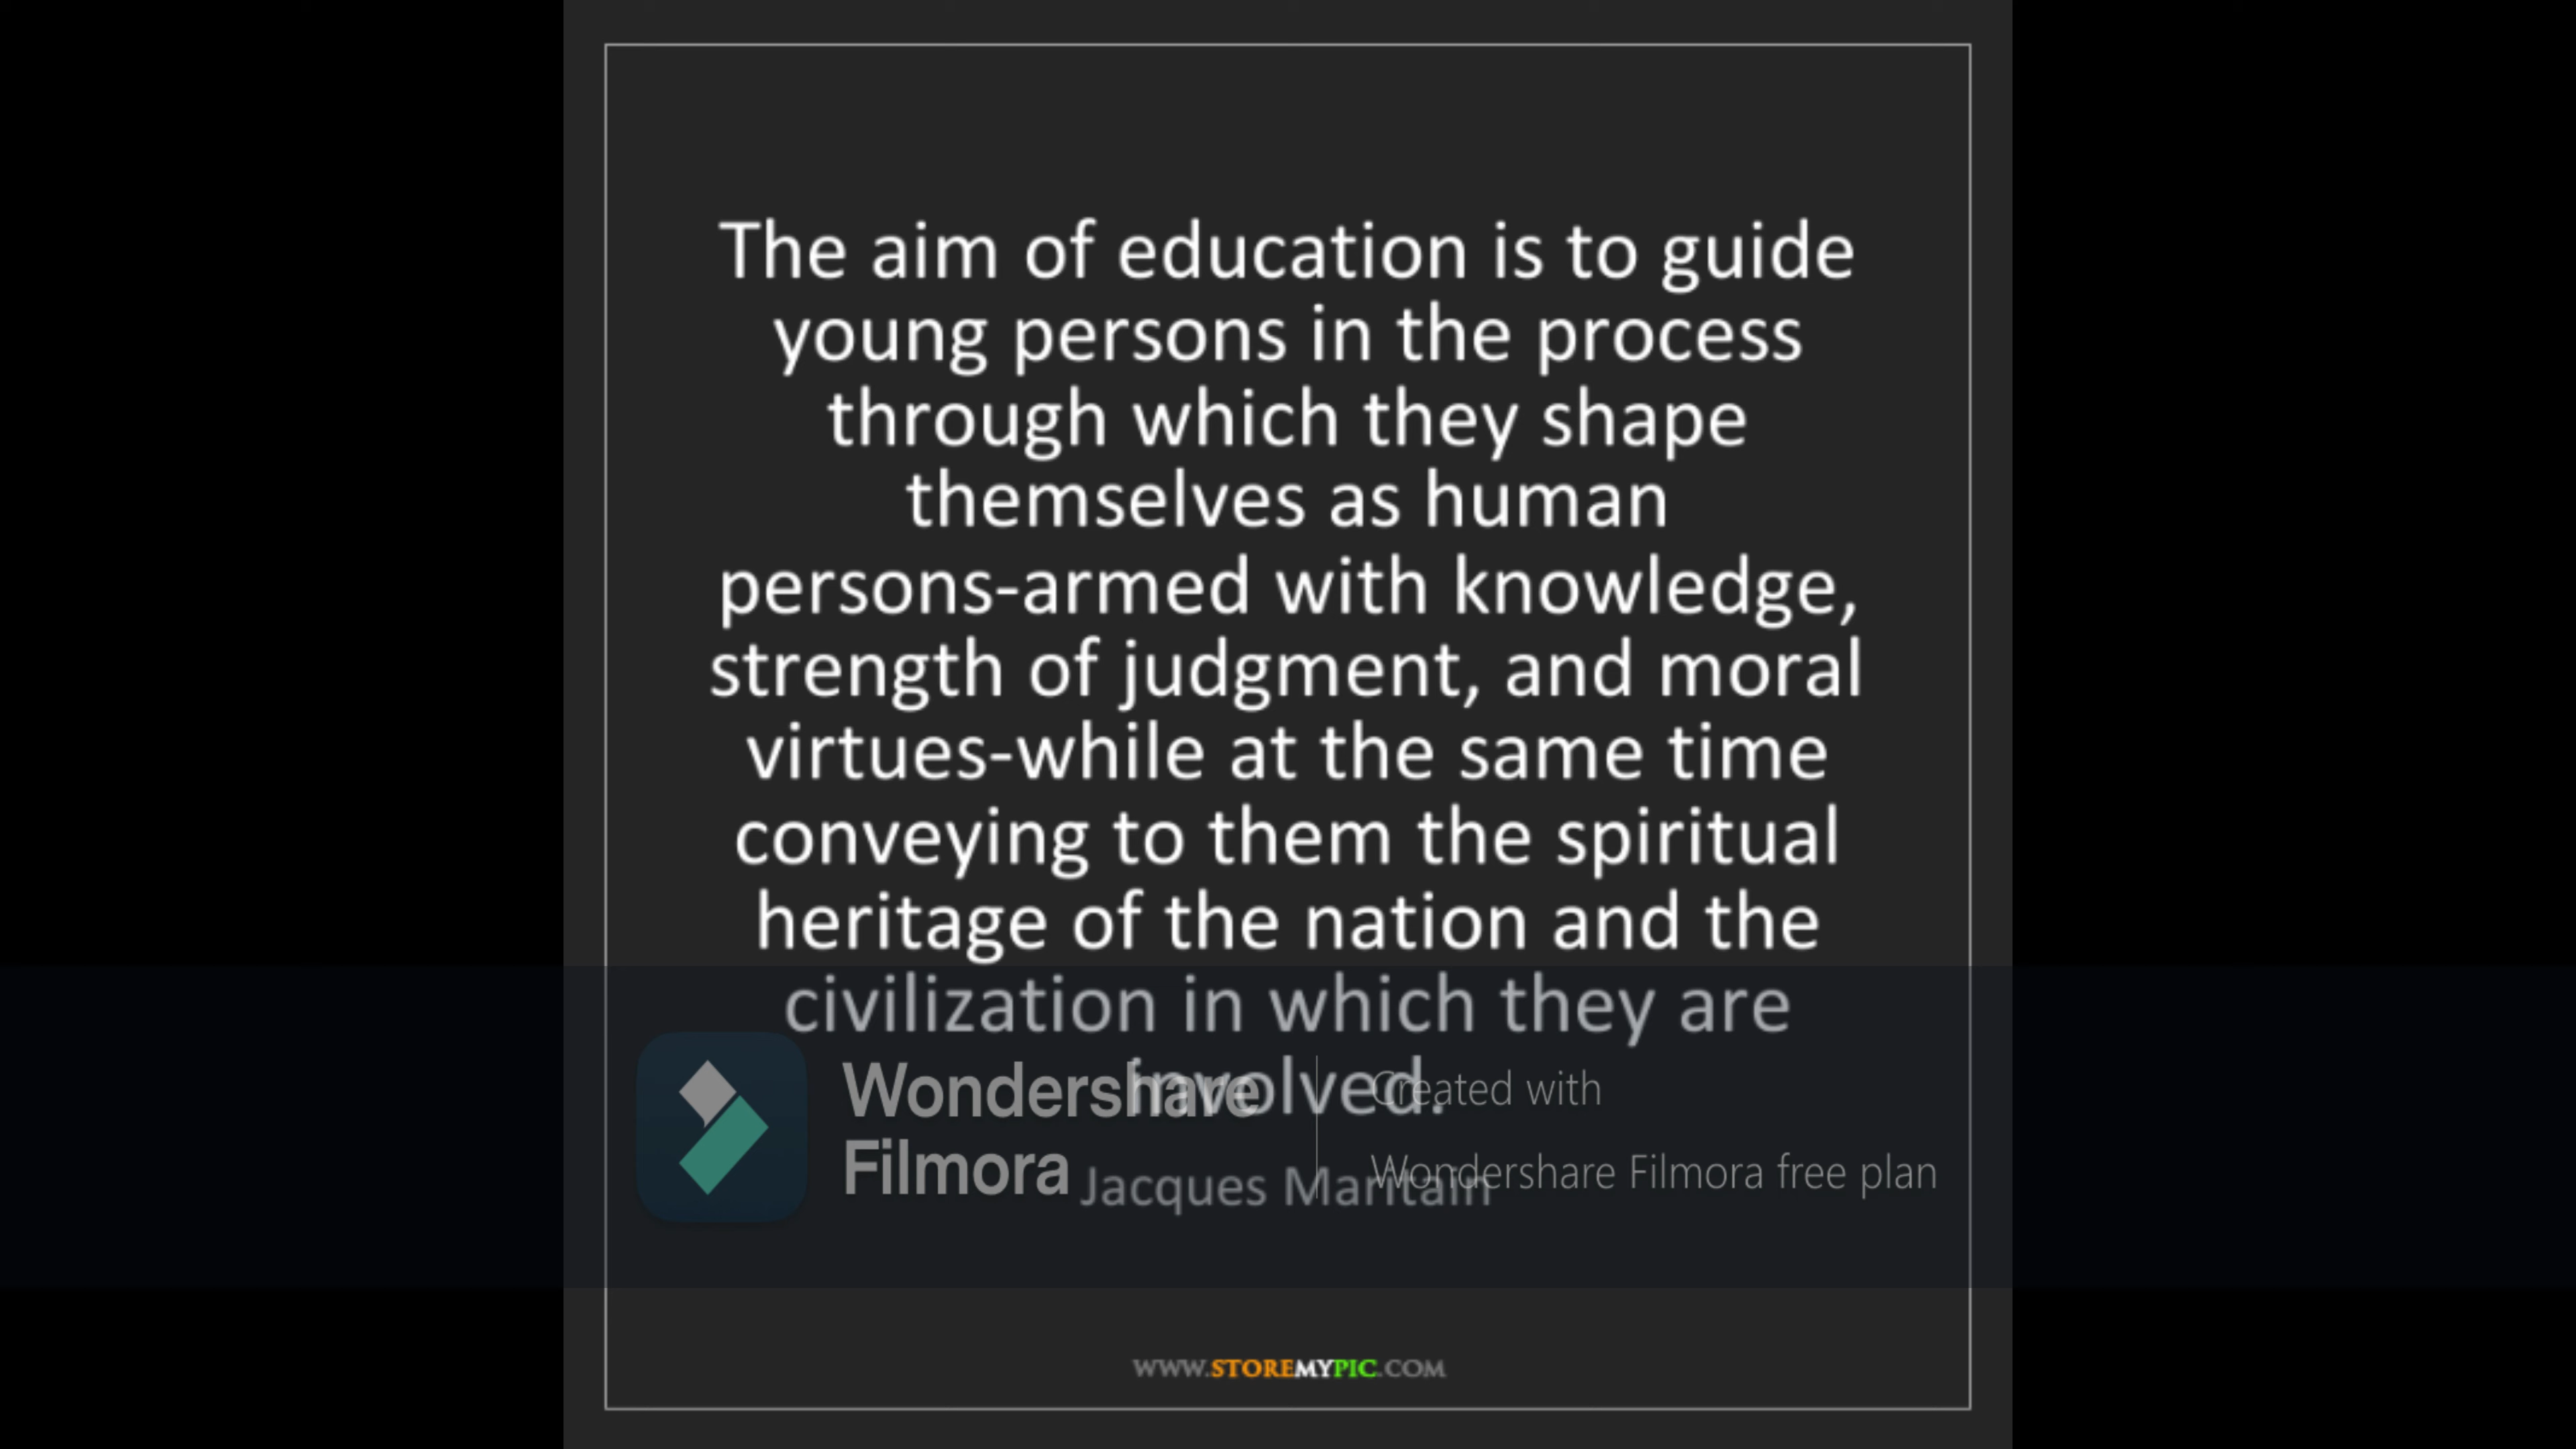 The aim of education is to guide
young persons in the process
through which they shape
themselves as human
persons-armed with knowledge,
strength of judgment, and moral
virtues-while at the same time
conveying to them the spiritual
heritage of the nation and the
civilization in which they are
involved.
Jacques Maritain
Wondershare
Filmora
Created with
Wondershare Filmora free plan
WWW.STOREMYPIC.COM